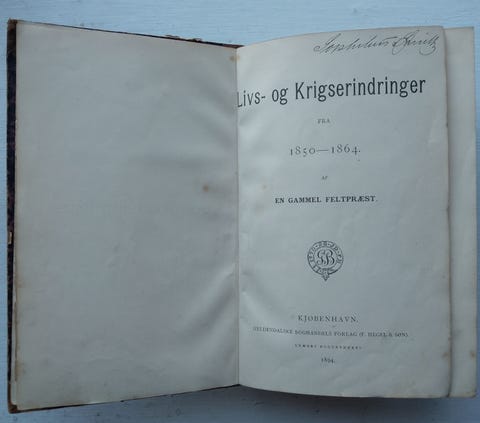 Livs- og Krigserindringer
FRA
1850—1864.
AF
EN GAMMEL FELTPRÆST.
KJØBENHAVN.
GYLDENDALSKE BOGHANDELS FORLAG (F. HEGEL & SØN).
1894.